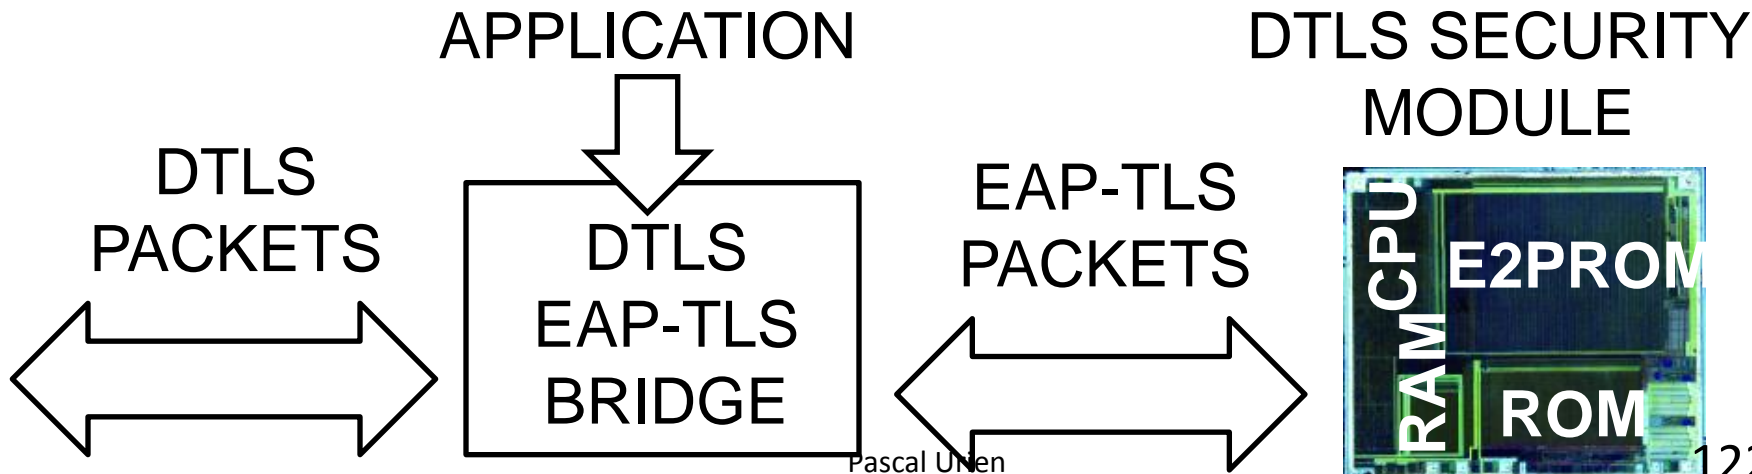 APPLICATION
DTLS SECURITY
MODULE
DTLS
PACKETS
DTLS
EAP-TLS
BRIDGE
EAP-TLS
PACKETS
CPU
E2PROM
RAM
ROM
Pascal Urien